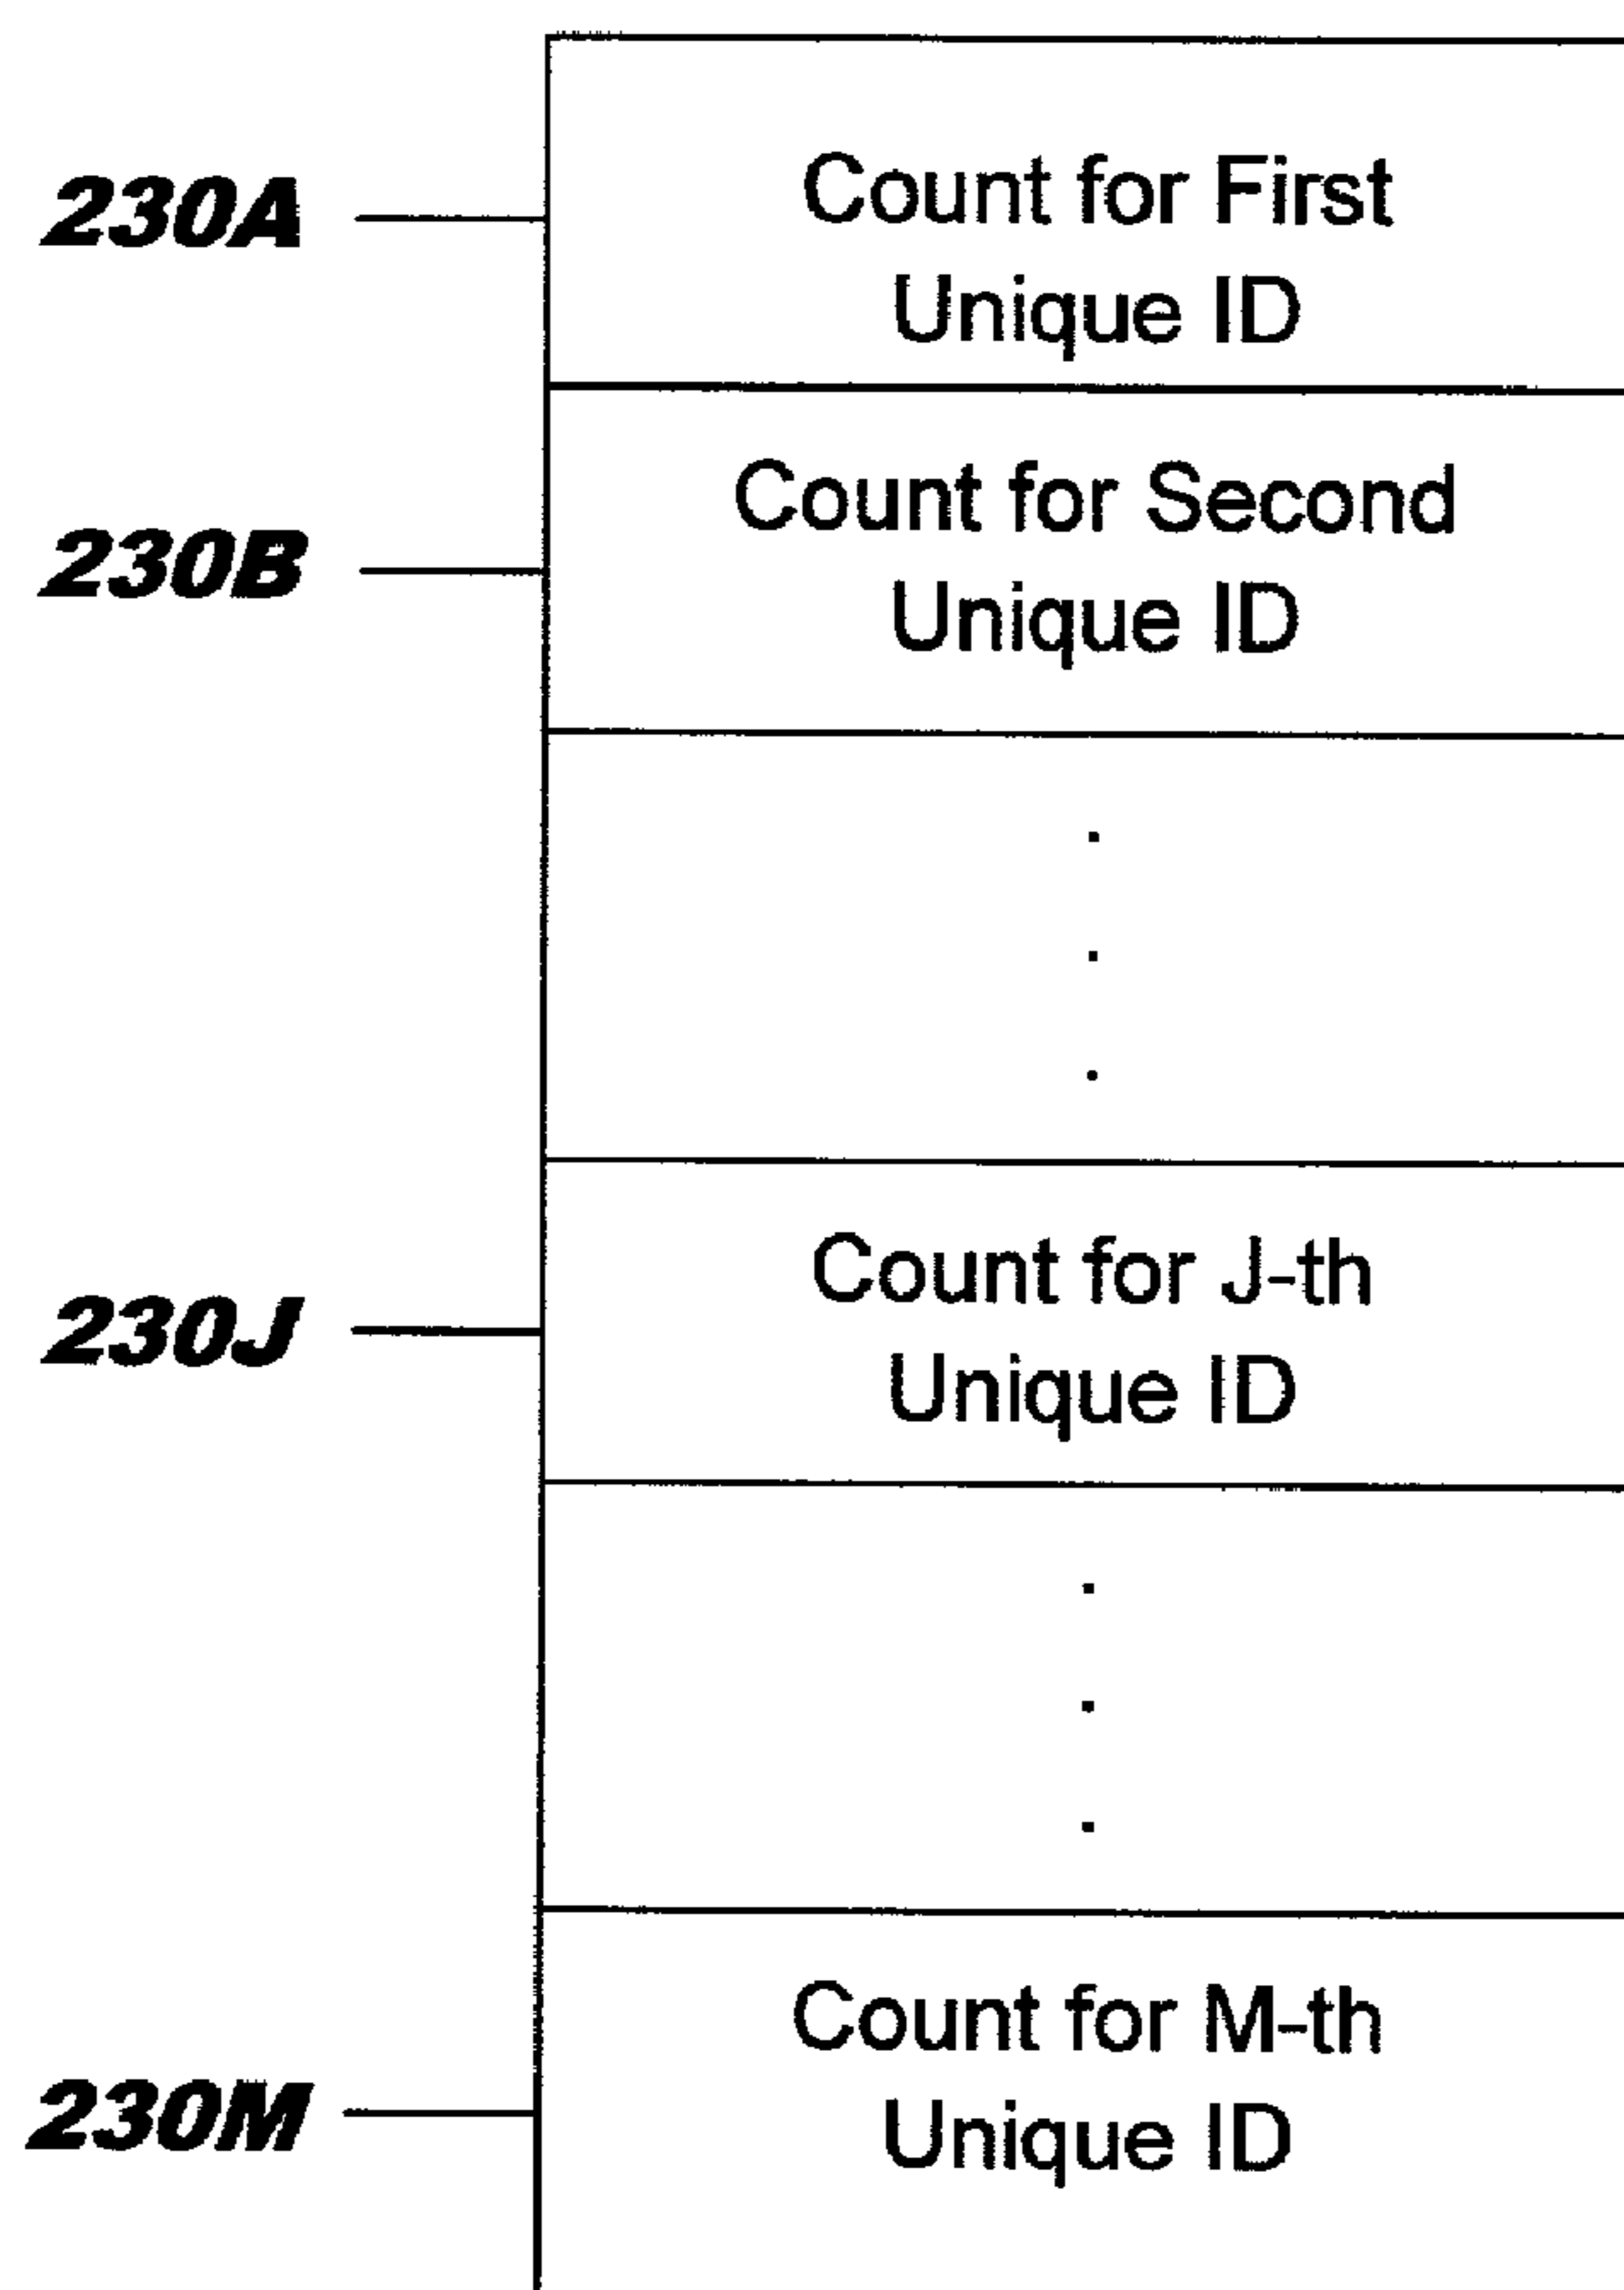 230A
Count for First
Unique ID
230B
Count for Second
Unique ID
.
.
.
230J
Count for J-th
Unique ID
.
.
.
230M
Count for M-th
Unique ID